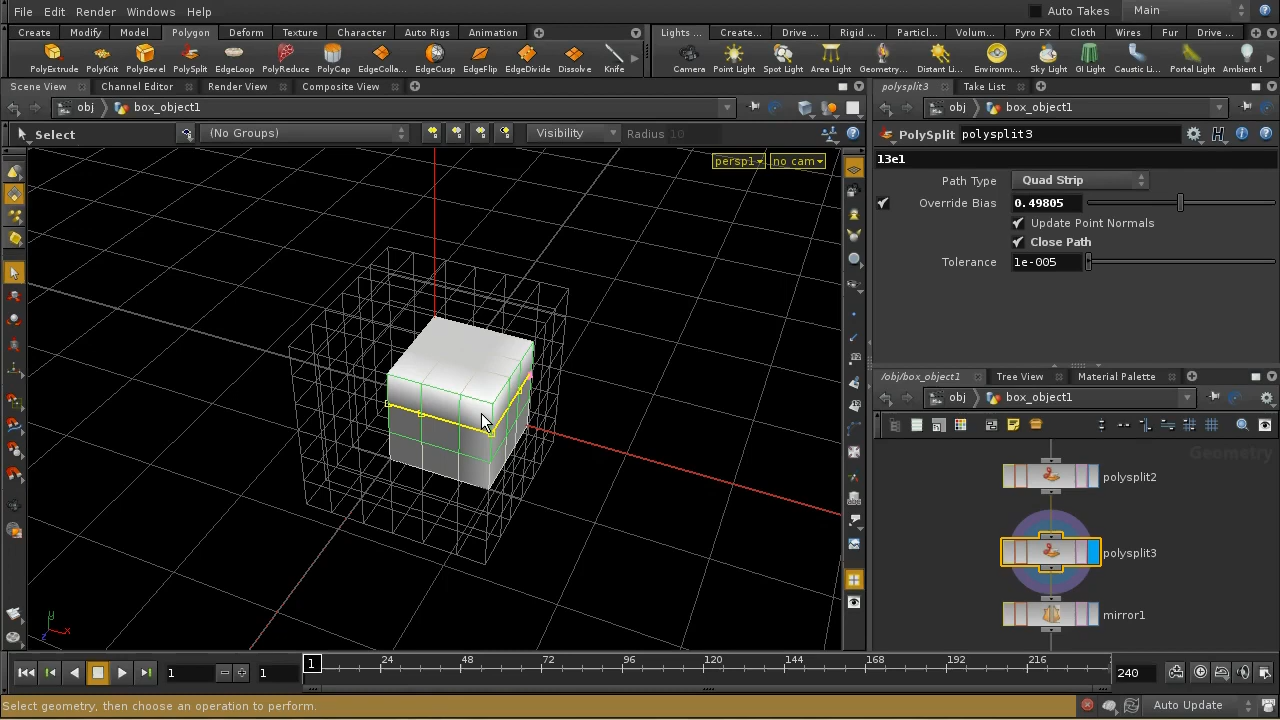 File Edit Render Windows Help Auto Takes Main
Create Modify Model Polygon Deform Texture Character Auto Rigs Animation Lights ... Create... Drive ... Rigid ... Particl... Volum... Pyro FX Cloth Wires Fur Drive ...
PolyExtrude PolyKnit PolyBevel PolySplit EdgeLoop PolyReduce PolyCap EdgeColla... EdgeCusp EdgeFlip EdgeDivide Dissolve Knife Camera Point Light Spot Light Area Light Geometry... Distant Li... Environm... Sky Light GI Light Caustic Li... Portal Light Ambient L
Scene View Channel Editor Render View Composite View polysplit3 Take List
obj box_object1 obj box_object1
Select (No Groups) Visibility Radius 10 PolySplit polysplit3
persp1 no cam 13e1
Path Type Quad Strip
Override Bias 0.49805
Update Point Normals
Close Path
Tolerance 1e-005
/obj/box_object1 Tree View Material Palette
obj box_object1
Geometry
polysplit2
polysplit3
mirror1
y
x
z
1 1 1 24 48 72 96 120 144 168 192 216 240
Select geometry, then choose an operation to perform. Auto Update